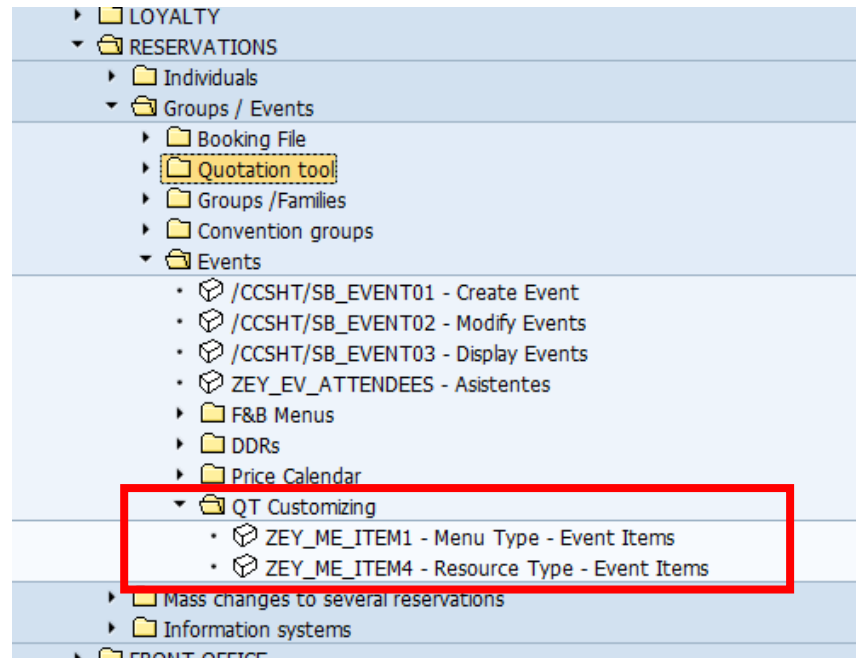 LOYALTY
RESERVATIONS
Individuals
Groups / Events
Booking File
Quotation tool
Groups /Families
Convention groups
Events
/CCSHT/SB_EVENT01 - Create Event
/CCSHT/SB_EVENT02 - Modify Events
/CCSHT/SB_EVENT03 - Display Events
ZEY_EV_ATTENDEES - Asistentes
F&B Menus
DDRs
Price Calendar
QT Customizing
ZEY_ME_ITEM1 - Menu Type - Event Items
ZEY_ME_ITEM4 - Resource Type - Event Items
Mass changes to several reservations
Information systems
FRONT OFFICE